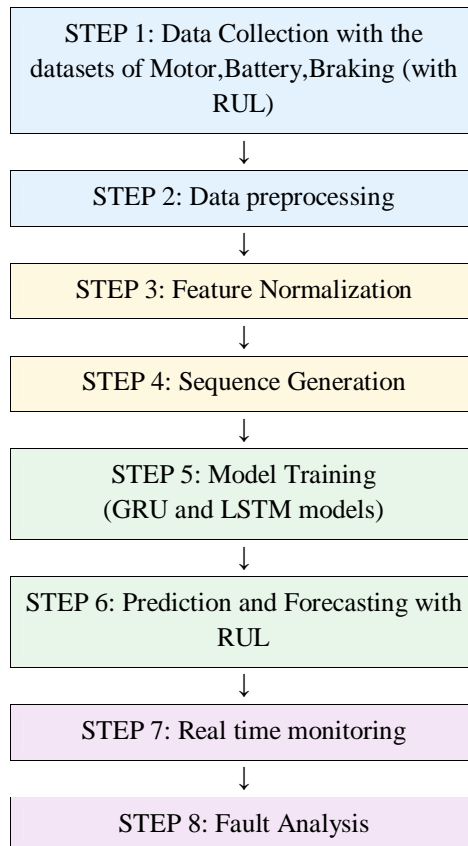 STEP 1: Data Collection with the
datasets of Motor,Battery,Braking (with
RUL)
↓
STEP 2: Data preprocessing
↓
STEP 3: Feature Normalization
↓
STEP 4: Sequence Generation
↓
STEP 5: Model Training
(GRU and LSTM models)
↓
STEP 6: Prediction and Forecasting with
RUL
↓
STEP 7: Real time monitoring
↓
STEP 8: Fault Analysis